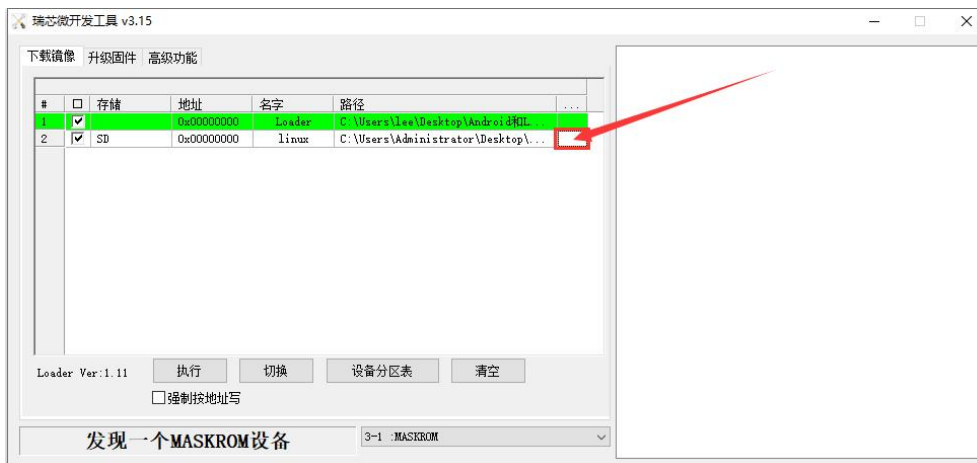 瑞芯微开发工具 v3.15
下载镜像 升级固件 高级功能
# 存储 地址 名字 路径 ...
1 0x00000000 Loader C:\Users\lee\Desktop\Android和L...
2 SD 0x00000000 linux C:\Users\Administrator\Desktop\...
Loader Ver:1.11 执行 切换 设备分区表 清空
强制按地址写
发现一个MASKROM设备 3-1 :MASKROM